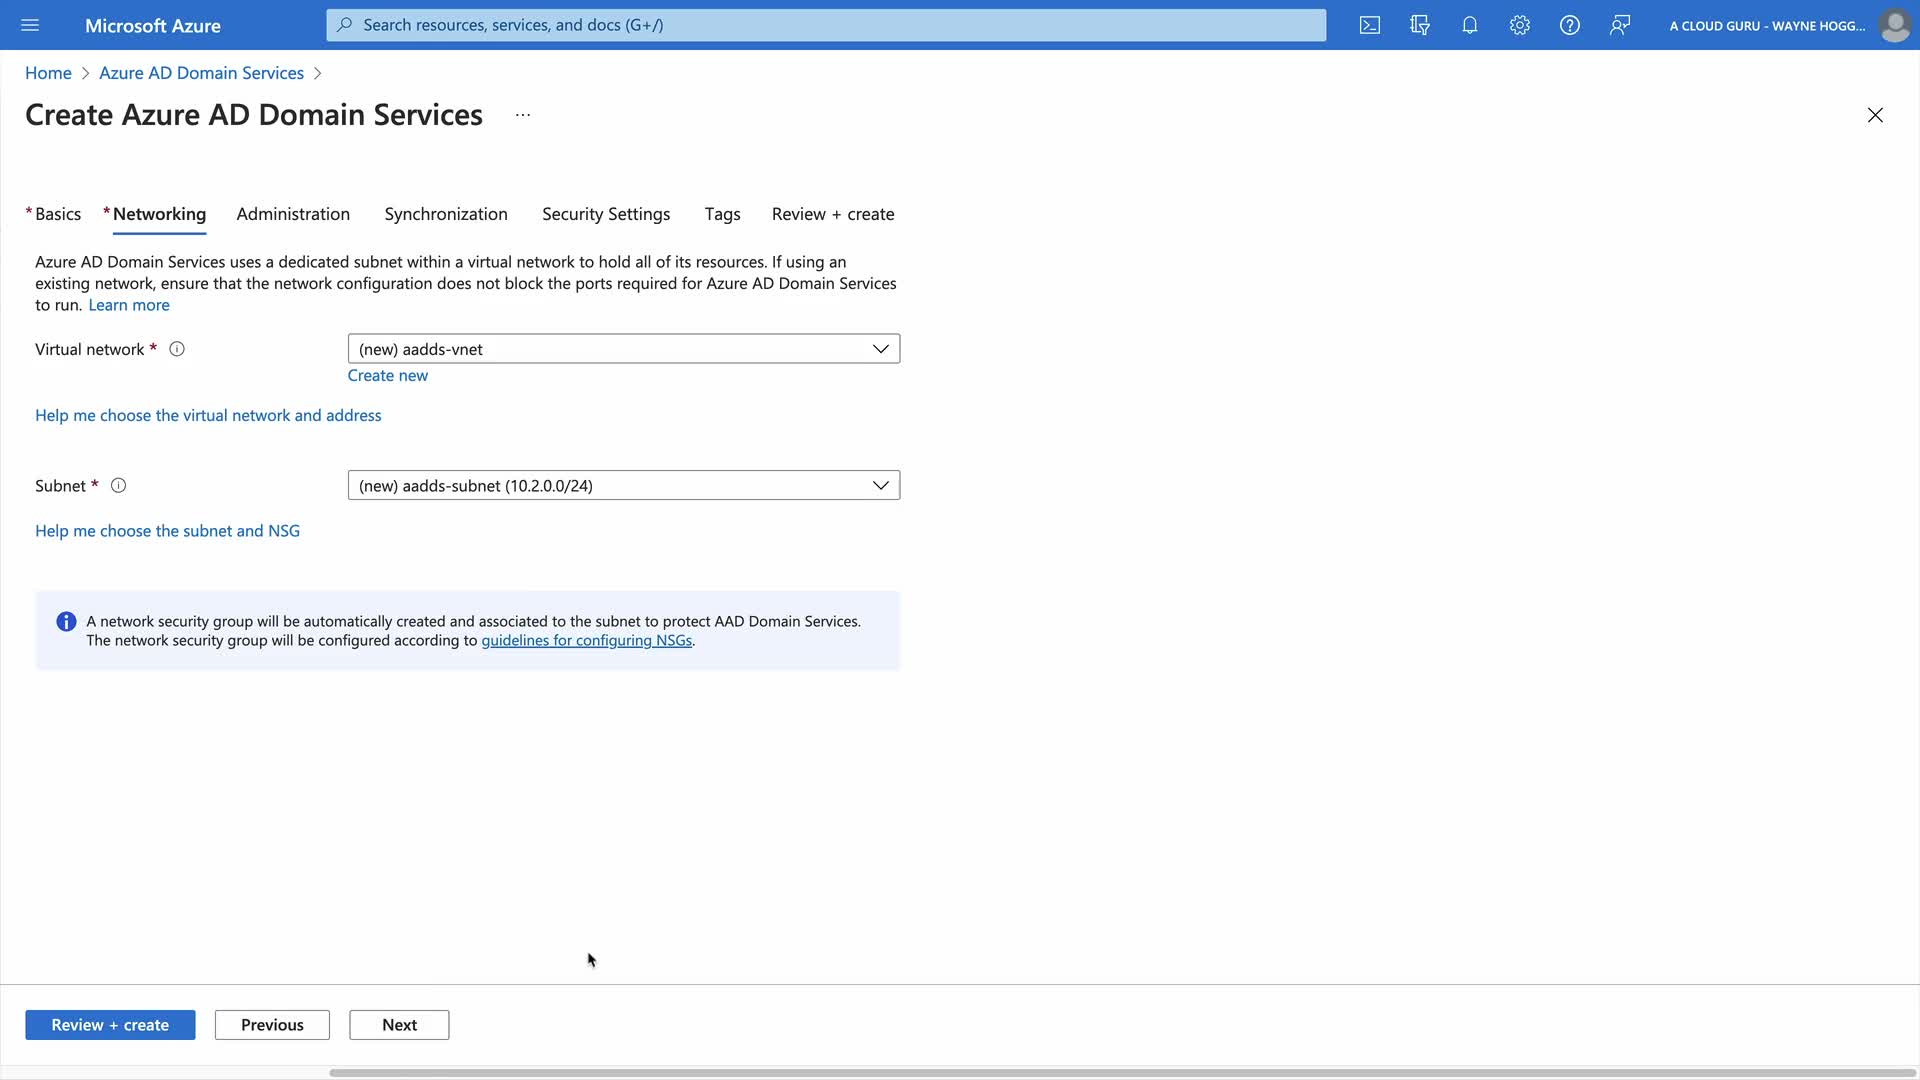 Microsoft Azure
Search resources, services, and docs (G+/)
A CLOUD GURU - WAYNE HOGG...
Home > Azure AD Domain Services >
Create Azure AD Domain Services ...
*Basics *Networking Administration Synchronization Security Settings Tags Review + create
Azure AD Domain Services uses a dedicated subnet within a virtual network to hold all of its resources. If using an
existing network, ensure that the network configuration does not block the ports required for Azure AD Domain Services
to run. Learn more
Virtual network * (new) aadds-vnet
Create new
Help me choose the virtual network and address
Subnet * (new) aadds-subnet (10.2.0.0/24)
Help me choose the subnet and NSG
A network security group will be automatically created and associated to the subnet to protect AAD Domain Services.
The network security group will be configured according to guidelines for configuring NSGs.
Review + create Previous Next